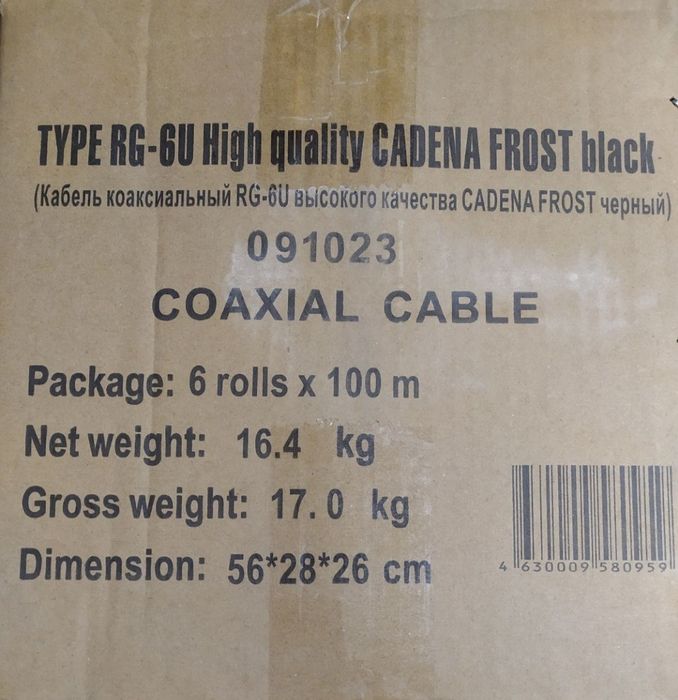 TYPE RG-6U High quality CADENA FROST black
(Кабель коаксиальный RG-6U высокого качества CADENA FROST черный)
091023
COAXIAL CABLE
Package: 6 rolls x 100 m
Net weight: 16.4 kg
Gross weight: 17.0 kg
Dimension: 56*28*26 cm
4 630009 580959